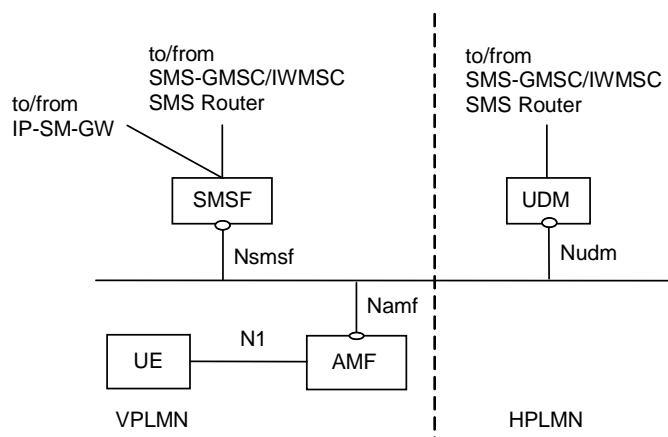 to/from
SMS-GMSC/IWMSC
SMS Router
to/from
SMS-GMSC/IWMSC
SMS Router
to/from
IP-SM-GW
SMSF
UDM
Nsmsf
Nudm
Namf
UE
N1
AMF
VPLMN
HPLMN